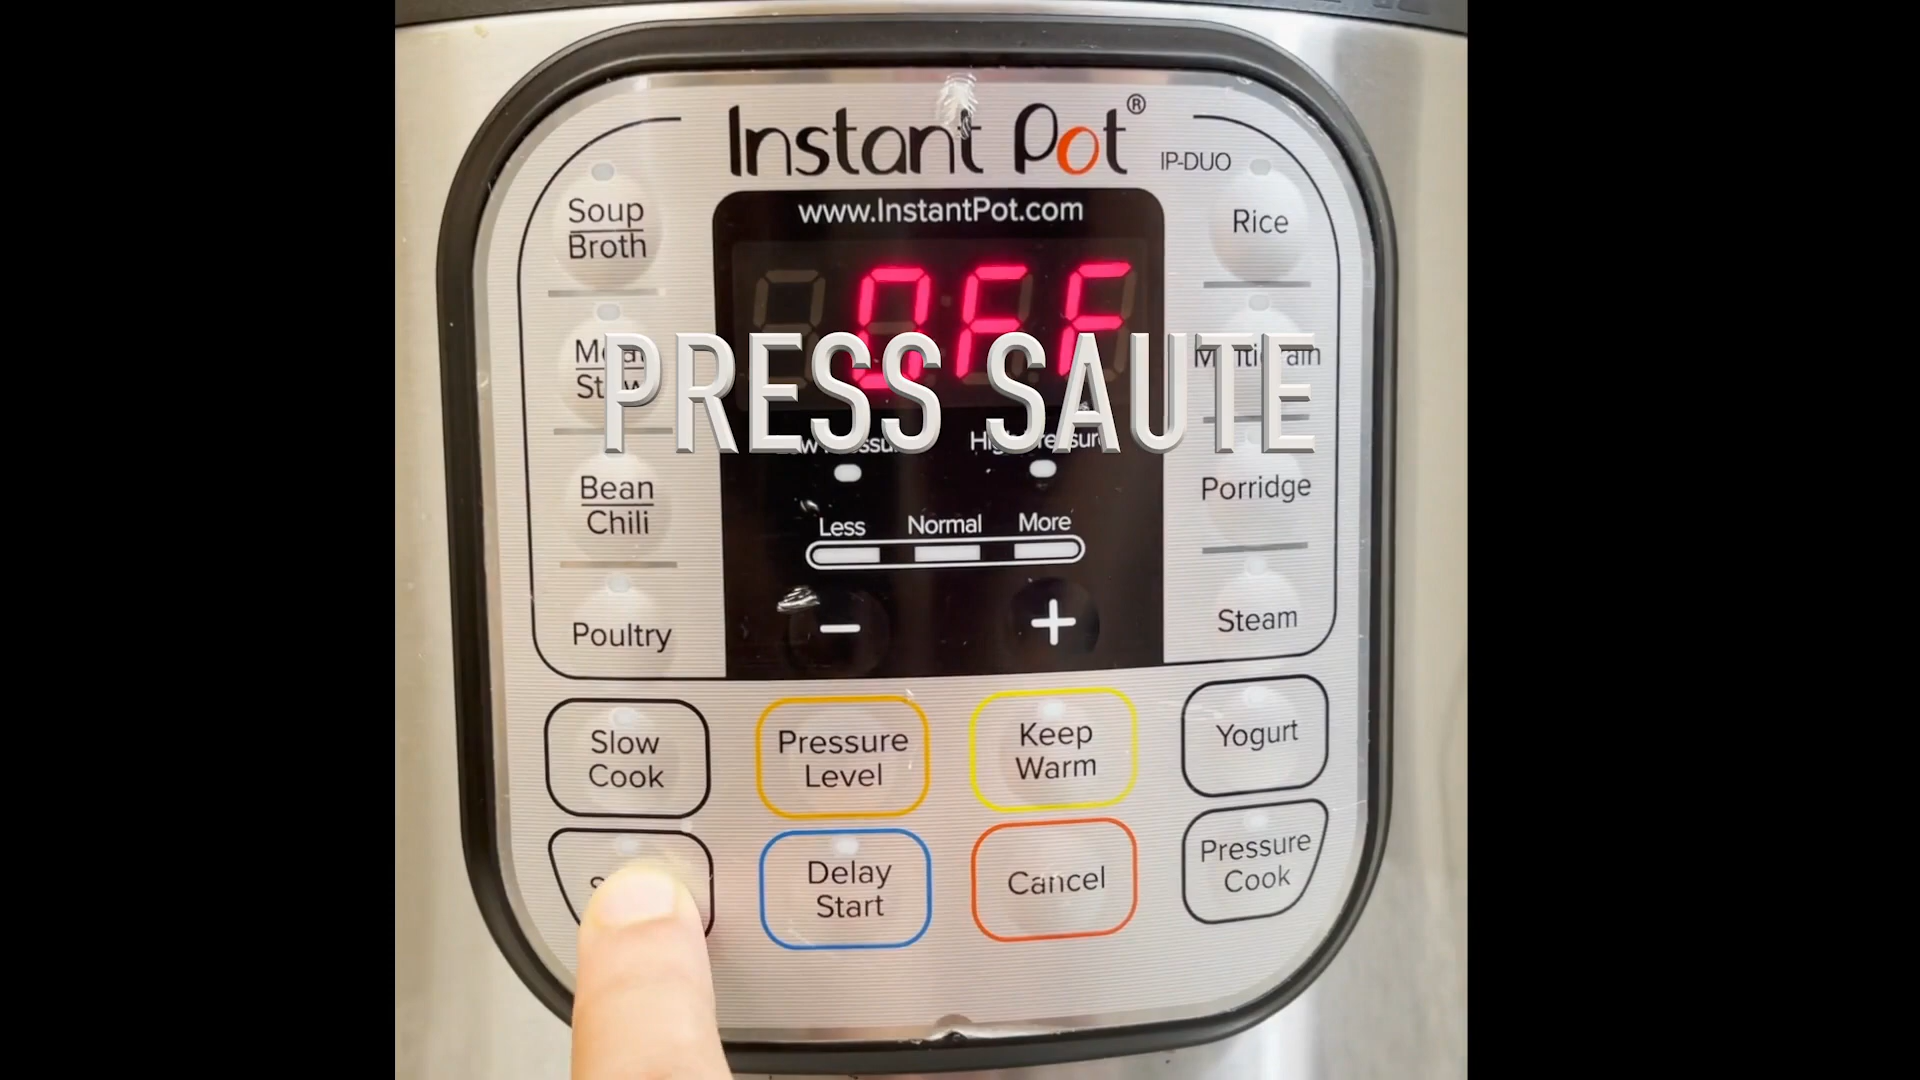 Instant Pot®
IP-DUO
www.InstantPot.com
OFF
PRESS SAUTE
Soup
Broth
Bean
Chili
Poultry
Rice
Porridge
Steam
Less Normal More
- +
Slow
Cook
Pressure
Level
Keep
Warm
Yogurt
Delay
Start
Cancel
Pressure
Cook